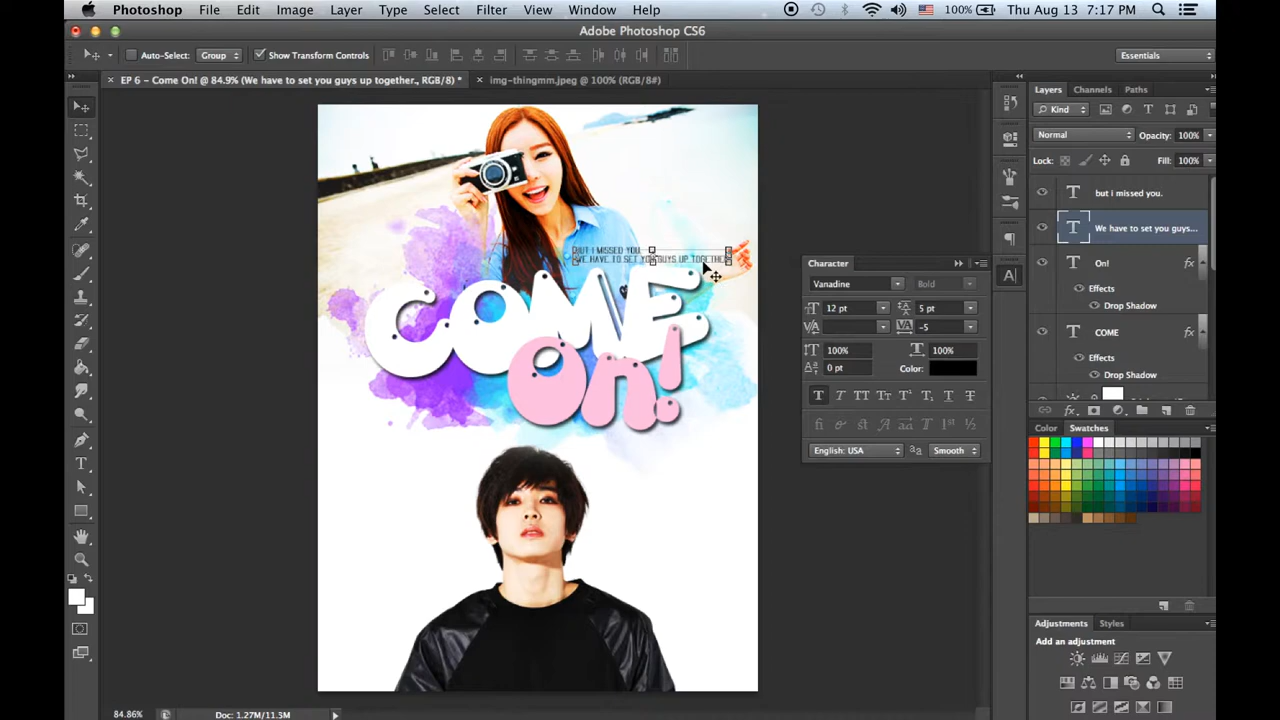 Photoshop File Edit Image Layer Type Select Filter View Window Help 100% Thu Aug 13 7:17 PM
Adobe Photoshop CS6
Auto-Select: Group Show Transform Controls Essentials
EP 6 - Come On! @ 84.9% (We have to set you guys up together., RGB/8) * img-thingmm.jpeg @ 100% (RGB/8#)
Layers Channels Paths
Kind
Normal Opacity: 100%
Lock: Fill: 100%
but i missed you.
We have to set you guys...
On! fx
Effects
Drop Shadow
COME fx
Effects
Drop Shadow
BUT I MISSED YOU.
WE HAVE TO SET YOU GUYS UP TOGETHER.
COME
On!
Character
Vanadine Bold
12 pt 5 pt
-5
100% 100%
0 pt Color:
English: USA Smooth
Color Swatches
Adjustments Styles
Add an adjustment
84.86% Doc: 1.27M/11.3M